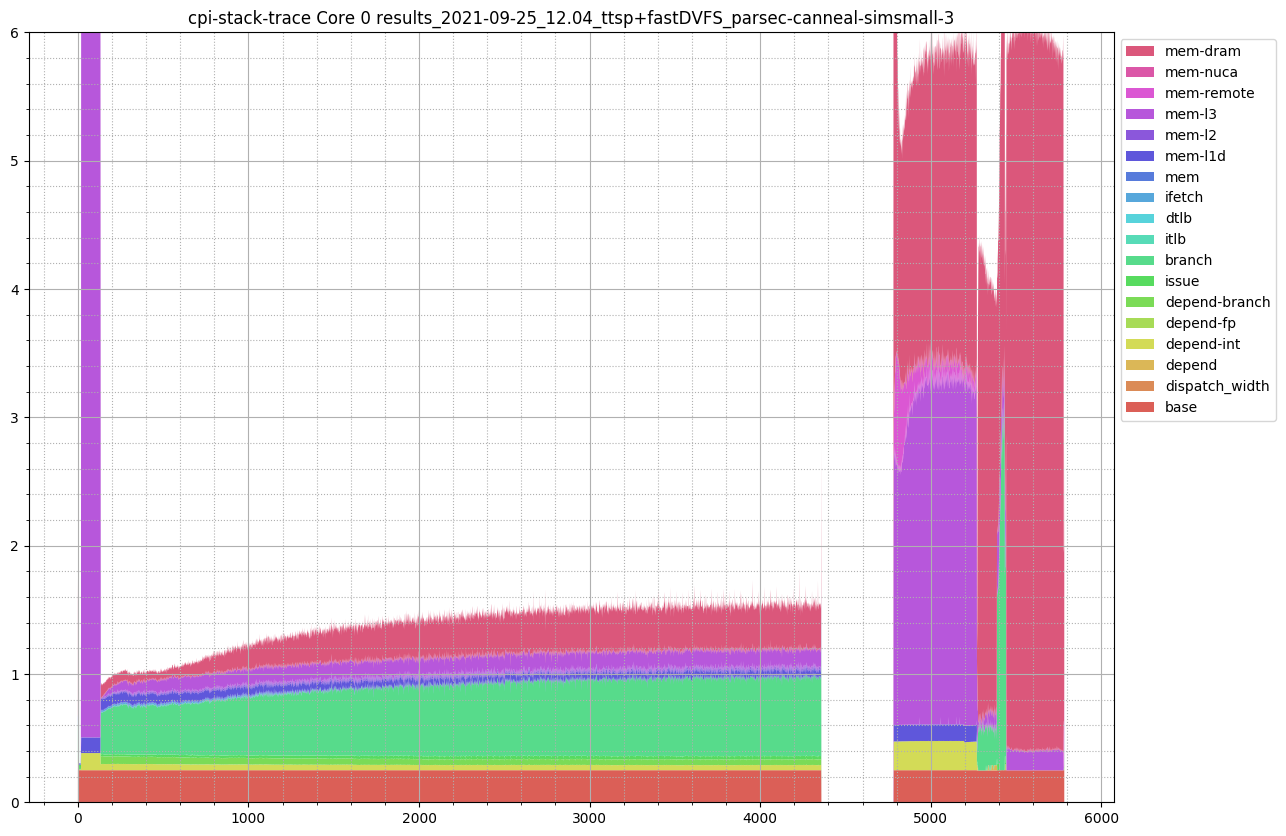 cpi-stack-trace Core 0 results_2021-09-25_12.04_ttsp+fastDVFS_parsec-canneal-simsmall-3
6
5
4
3
2
1
0
0 1000 2000 3000 4000 5000 6000
mem-dram
mem-nuca
mem-remote
mem-l3
mem-l2
mem-l1d
mem
ifetch
dtlb
itlb
branch
issue
depend-branch
depend-fp
depend-int
depend
dispatch_width
base